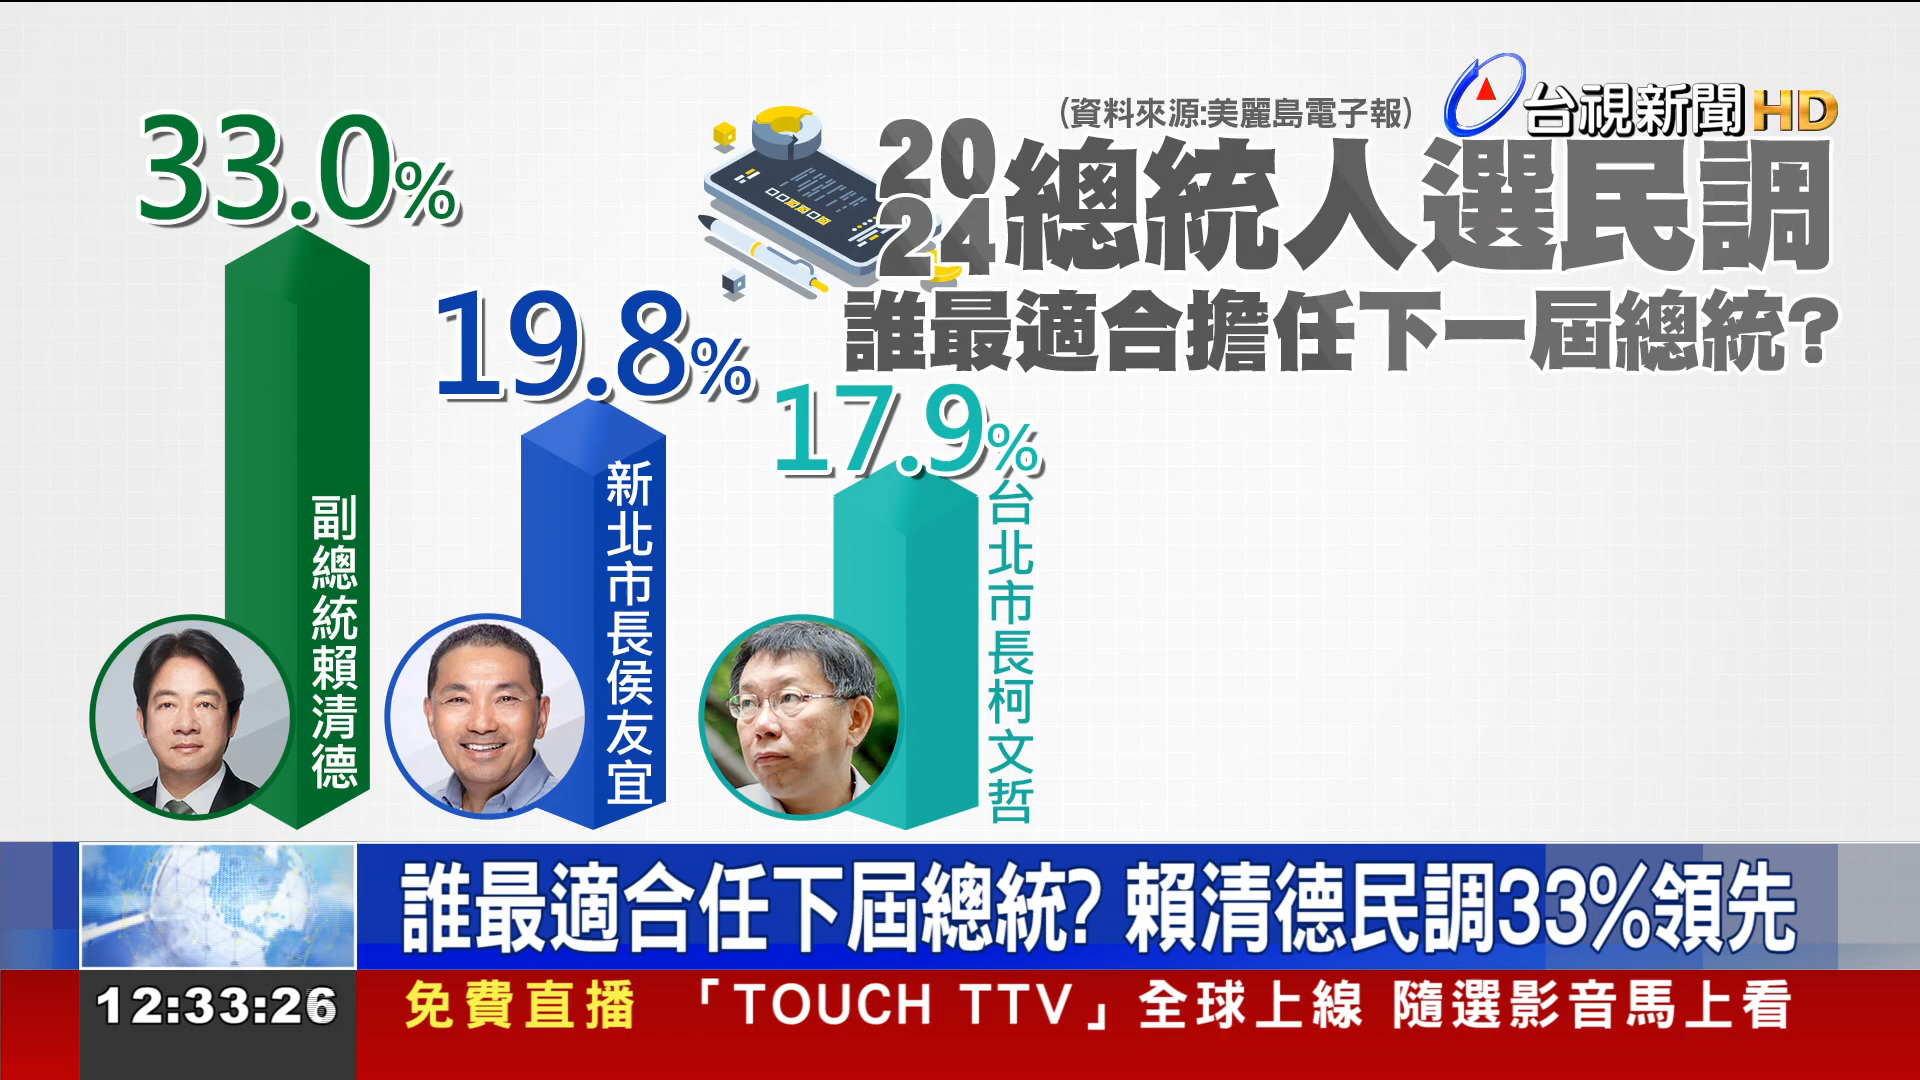 (資料來源:美麗島電子報)
台視新聞HD
2024總統人選民調
誰最適合擔任下一屆總統?
33.0%
19.8%
17.9%
副總統賴清德
新北市長侯友宜
台北市長柯文哲
誰最適合任下屆總統? 賴清德民調33%領先
12:33:26
免費直播 「TOUCH TTV」全球上線 隨選影音馬上看